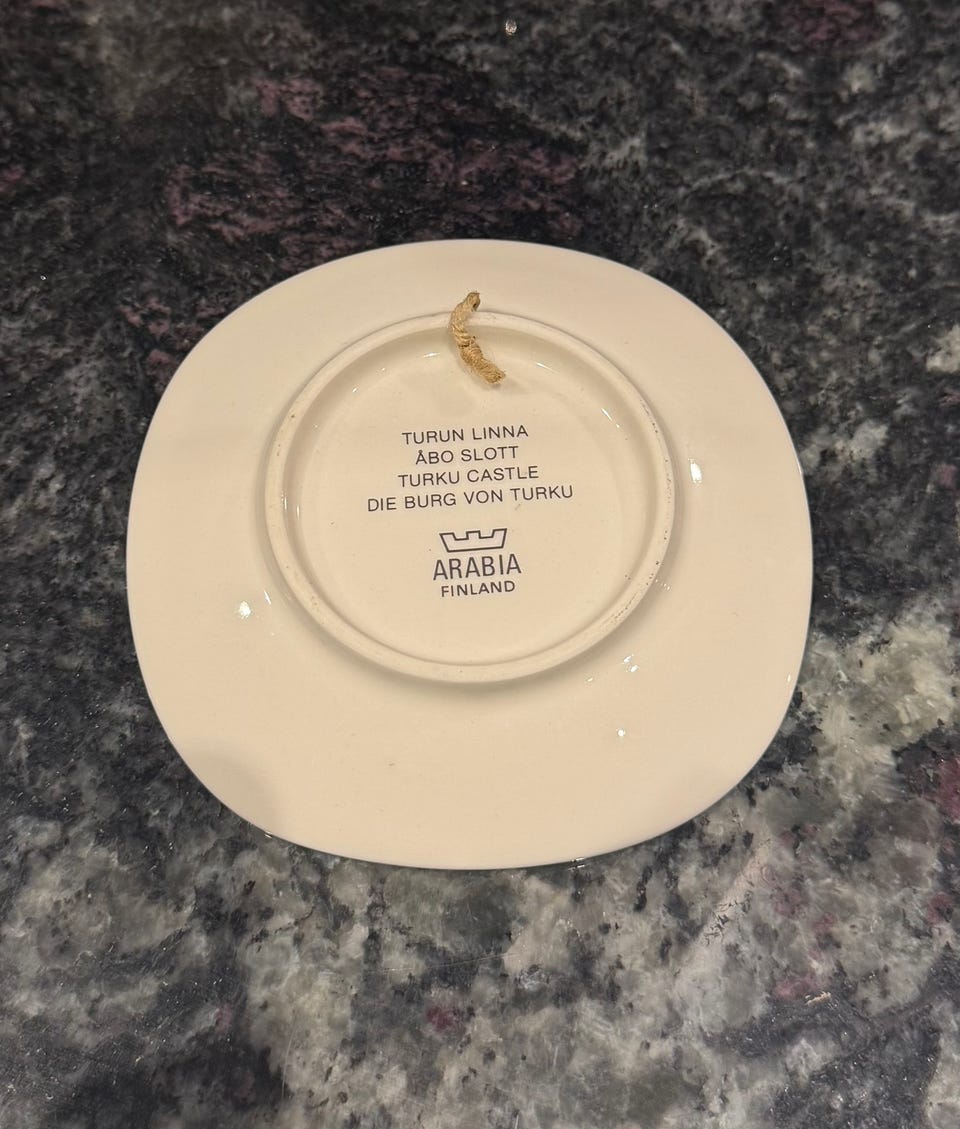 TURUN LINNA
ÅBO SLOTT
TURKU CASTLE
DIE BURG VON TURKU
ARABIA
FINLAND